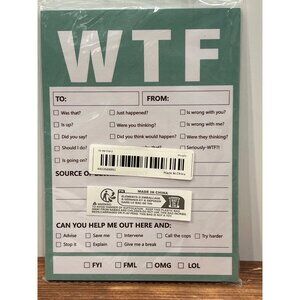 WTF
TO: FROM:
Was that? Just happened? Is wrong with you?
Is up? Were you thinking? Is wrong with me?
Did you say? Did you think would happen? Were they thinking?
Should I do? Seriously-WTF?!
Is going on?
Made in China
SOURCE OF
MADE IN CHINA
CAN YOU HELP ME OUT HERE AND:
Advise Save me Intervene Call the cops Try harder
Stop it Explain Give me a break
FYI FML OMG LOL